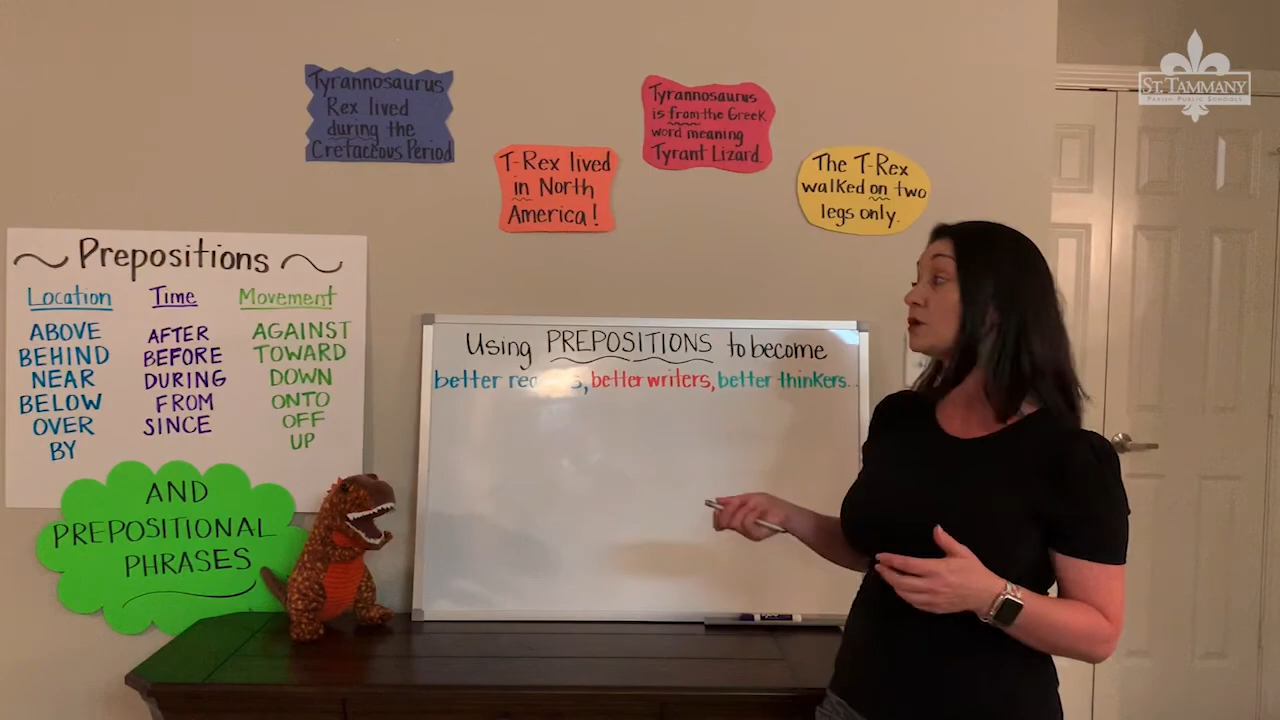 Tyrannosaurus
Rex lived
during the
Cretaceous Period
T-Rex lived
in North
America!
Tyrannosaurus
is from the Greek
word meaning
Tyrant Lizard.
The T-Rex
walked on two
legs only.
ST. TAMMANY
PARISH PUBLIC SCHOOLS
Prepositions
Location
ABOVE
BEHIND
NEAR
BELOW
OVER
BY
Time
AFTER
BEFORE
DURING
FROM
SINCE
Movement
AGAINST
TOWARD
DOWN
ONTO
OFF
UP
AND
PREPOSITIONAL
PHRASES
Using PREPOSITIONS to become
better better writers, better thinkers...